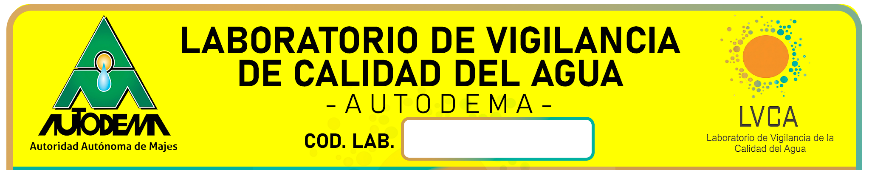 AUTODEMA
Autoridad Autónoma de Majes
LABORATORIO DE VIGILANCIA
DE CALIDAD DEL AGUA
-AUTODEMA-
COD. LAB.
LVCA
Laboratorio de Vigilancia de la
Calidad del Agua